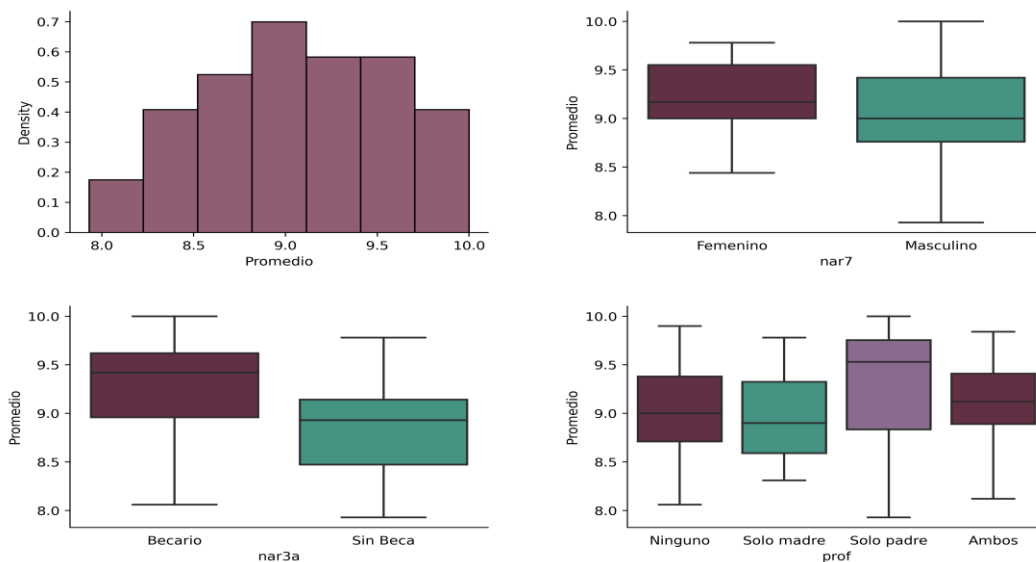 0.7
0.6
0.5
0.4
0.3
0.2
0.1
0.0
Density
8.0 8.5 9.0 9.5 10.0
Promedio
10.0
9.5
9.0
8.5
8.0
Promedio
Femenino Masculino
nar7
10.0
9.5
9.0
8.5
8.0
Promedio
Becario Sin Beca
nar3a
10.0
9.5
9.0
8.5
8.0
Promedio
Ninguno Solo madre Solo padre Ambos
prof